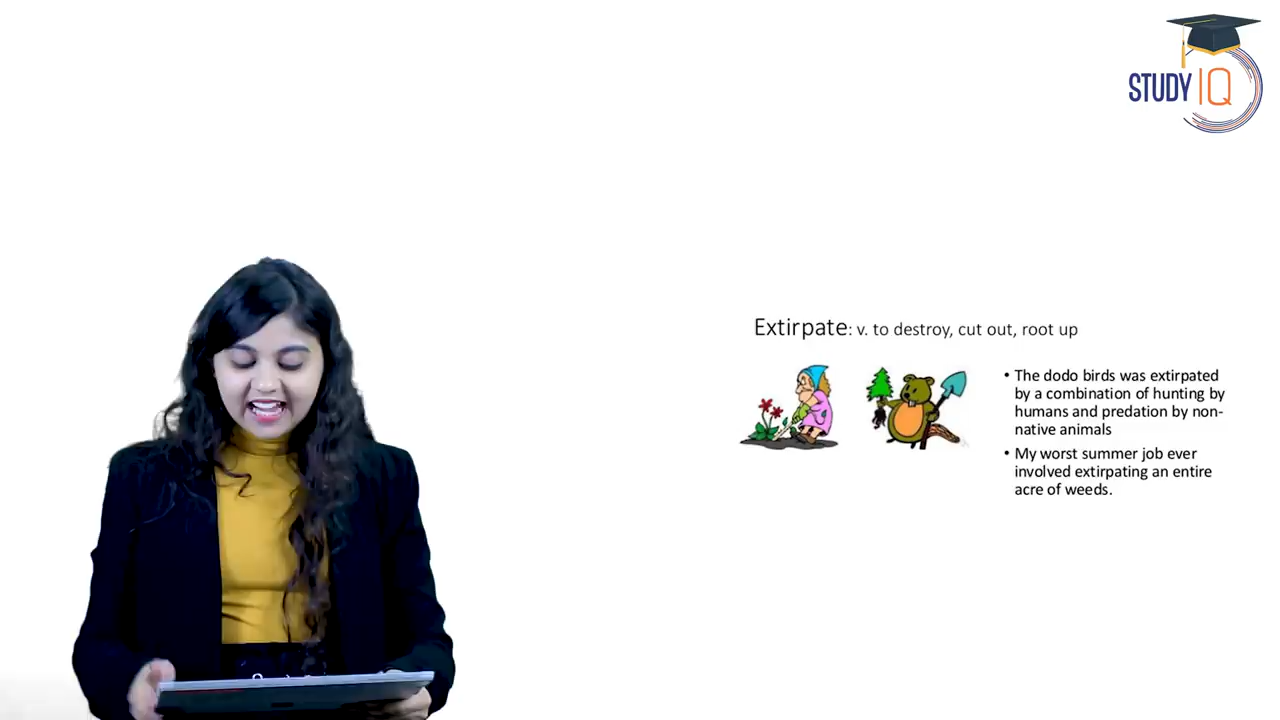 STUDY IQ
Extirpate: v. to destroy, cut out, root up
• The dodo birds was extirpated
by a combination of hunting by
humans and predation by non-
native animals
• My worst summer job ever
involved extirpating an entire
acre of weeds.